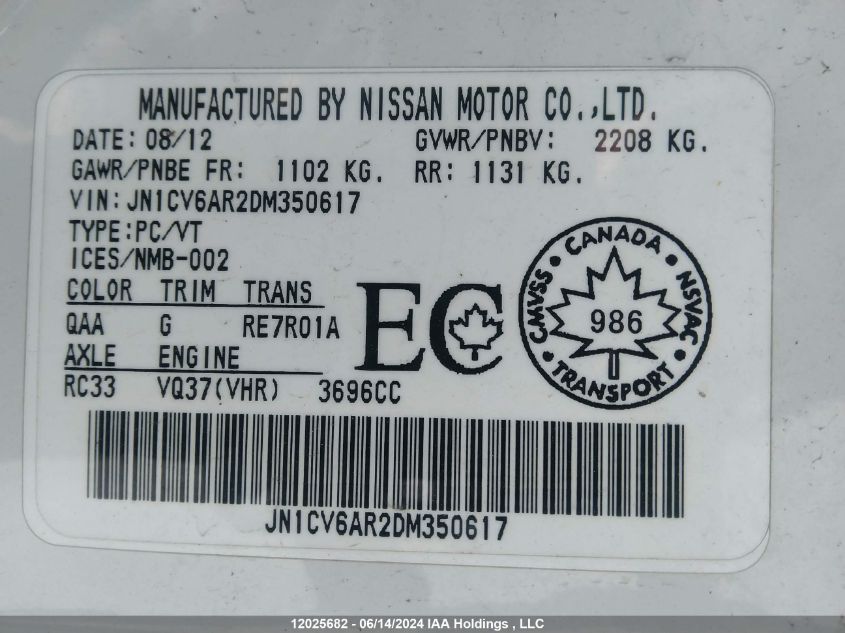 MANUFACTURED BY NISSAN MOTOR CO.,LTD.
DATE: 08/12 GVWR/PNBV: 2208 KG.
GAWR/PNBE FR: 1102 KG. RR: 1131 KG.
VIN: JN1CV6AR2DM350617
TYPE:PC/VT
ICES/NMB-002
COLOR TRIM TRANS
QAA G RE7R01A
AXLE ENGINE
RC33 VQ37(VHR) 3696CC
EC
CANADA
CMVSS
NSVAC
986
TRANSPORT
JN1CV6AR2DM350617
12025682 - 06/14/2024 IAA Holdings , LLC